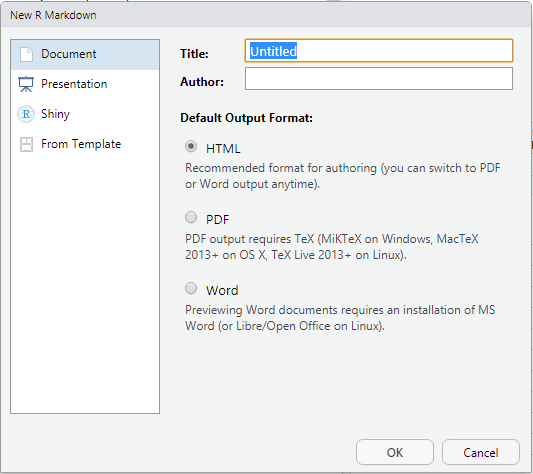 New R Markdown
Document
Presentation
Shiny
From Template
Title:
Untitled
Author:
Default Output Format:
HTML
Recommended format for authoring (you can switch to PDF
or Word output anytime).
PDF
PDF output requires TeX (MiKTeX on Windows, MacTeX
2013+ on OS X, TeX Live 2013+ on Linux).
Word
Previewing Word documents requires an installation of MS
Word (or Libre/Open Office on Linux).
OK
Cancel